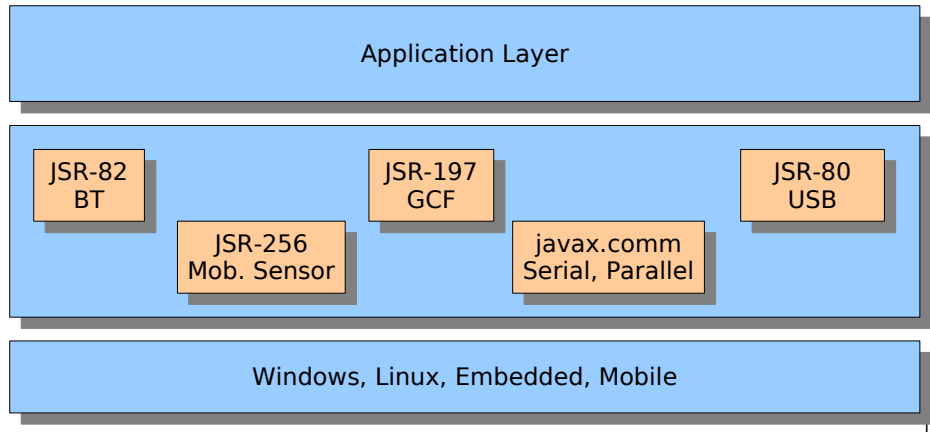 Application Layer
JSR-82
BT
JSR-197
GCF
JSR-80
USB
JSR-256
Mob. Sensor
javax.comm
Serial, Parallel
Windows, Linux, Embedded, Mobile